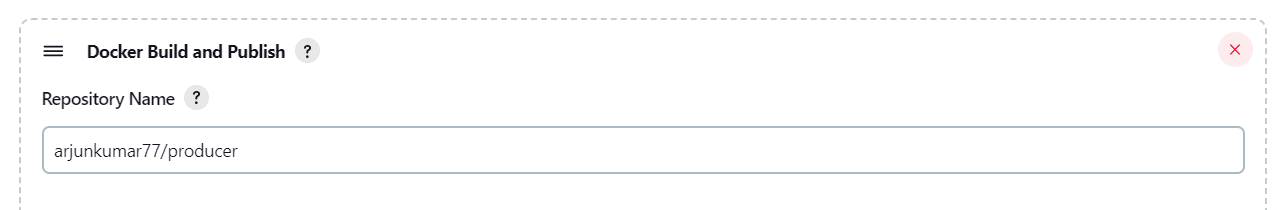 Docker Build and Publish ?
Repository Name ?
arjunkumar77/producer